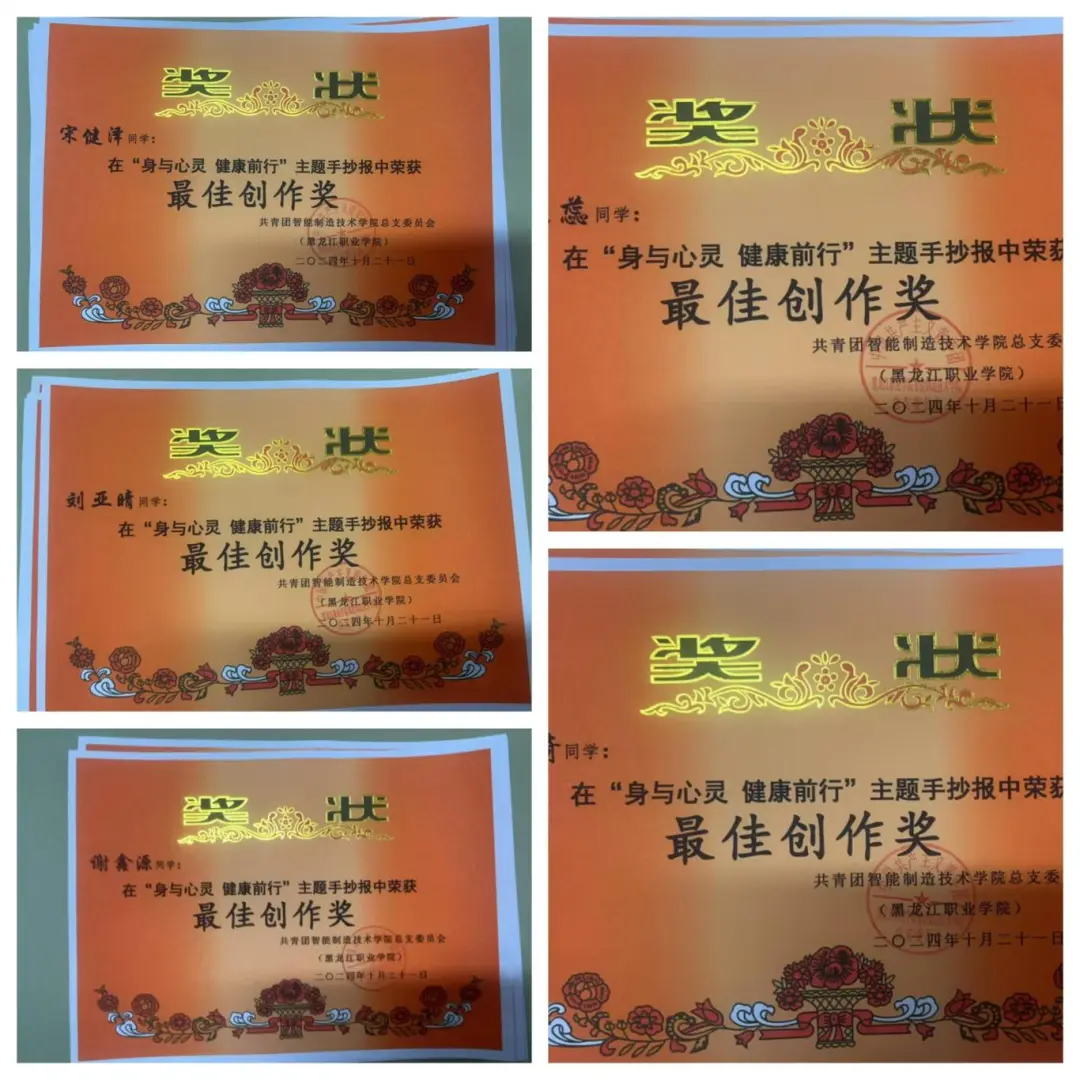 奖 状
宋健泽同学：
在“身与心灵 健康前行”主题手抄报中荣获
最佳创作奖
共青团智能制造技术学院总支委员会
（黑龙江职业学院）
二〇二四年十月二十一日
奖 状
刘亚晴同学：
在“身与心灵 健康前行”主题手抄报中荣获
最佳创作奖
共青团智能制造技术学院总支委员会
（黑龙江职业学院）
二〇二四年十月二十一日
奖 状
谢鑫源同学：
在“身与心灵 健康前行”主题手抄报中荣获
最佳创作奖
共青团智能制造技术学院总支委员会
（黑龙江职业学院）
二〇二四年十月二十一日
奖 状
蕊同学：
在“身与心灵 健康前行”主题手抄报中荣获
最佳创作奖
共青团智能制造技术学院总支委
（黑龙江职业学院）
二〇二四年十月二十一日
奖 状
同学：
在“身与心灵 健康前行”主题手抄报中荣获
最佳创作奖
共青团智能制造技术学院总支委
（黑龙江职业学院）
二〇二四年十月二十一日